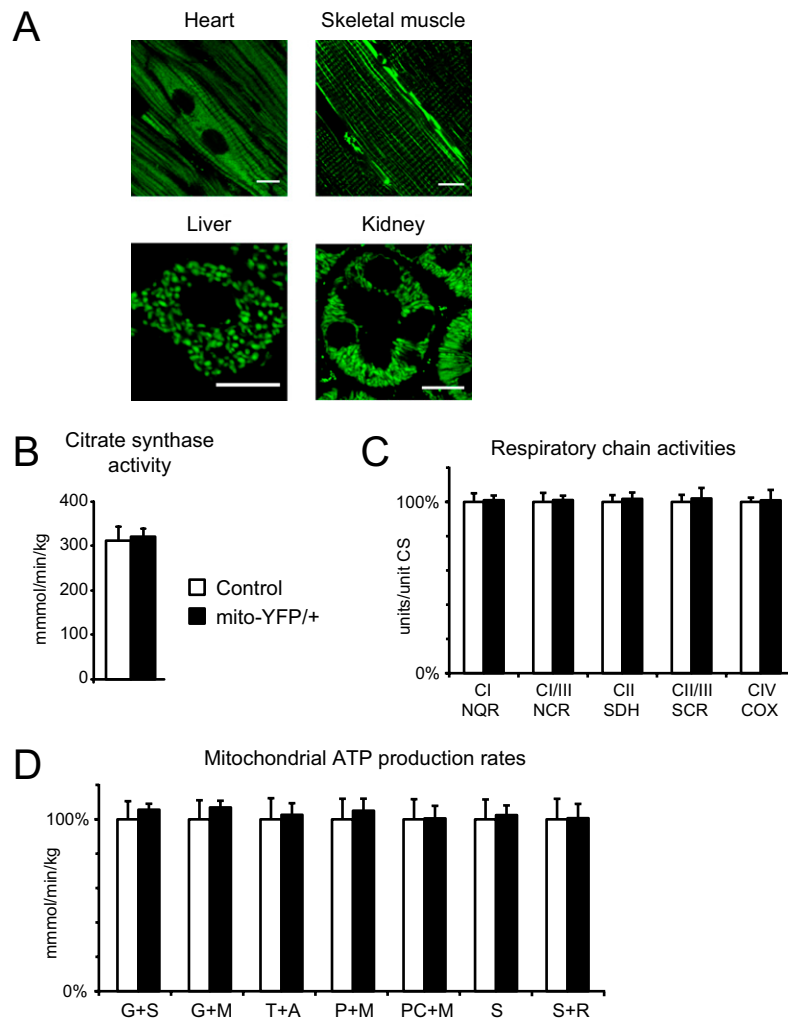 A
Heart
Skeletal muscle
Liver
Kidney
B
Citrate synthase
activity
mmmol/min/kg
400
300
200
100
0
Control
mito-YFP/+
C
Respiratory chain activities
units/unit CS
100%
0%
CI
NQR
CI/III
NCR
CII
SDH
CII/III
SCR
CIV
COX
D
Mitochondrial ATP production rates
mmmol/min/kg
100%
0%
G+S
G+M
T+A
P+M
PC+M
S
S+R